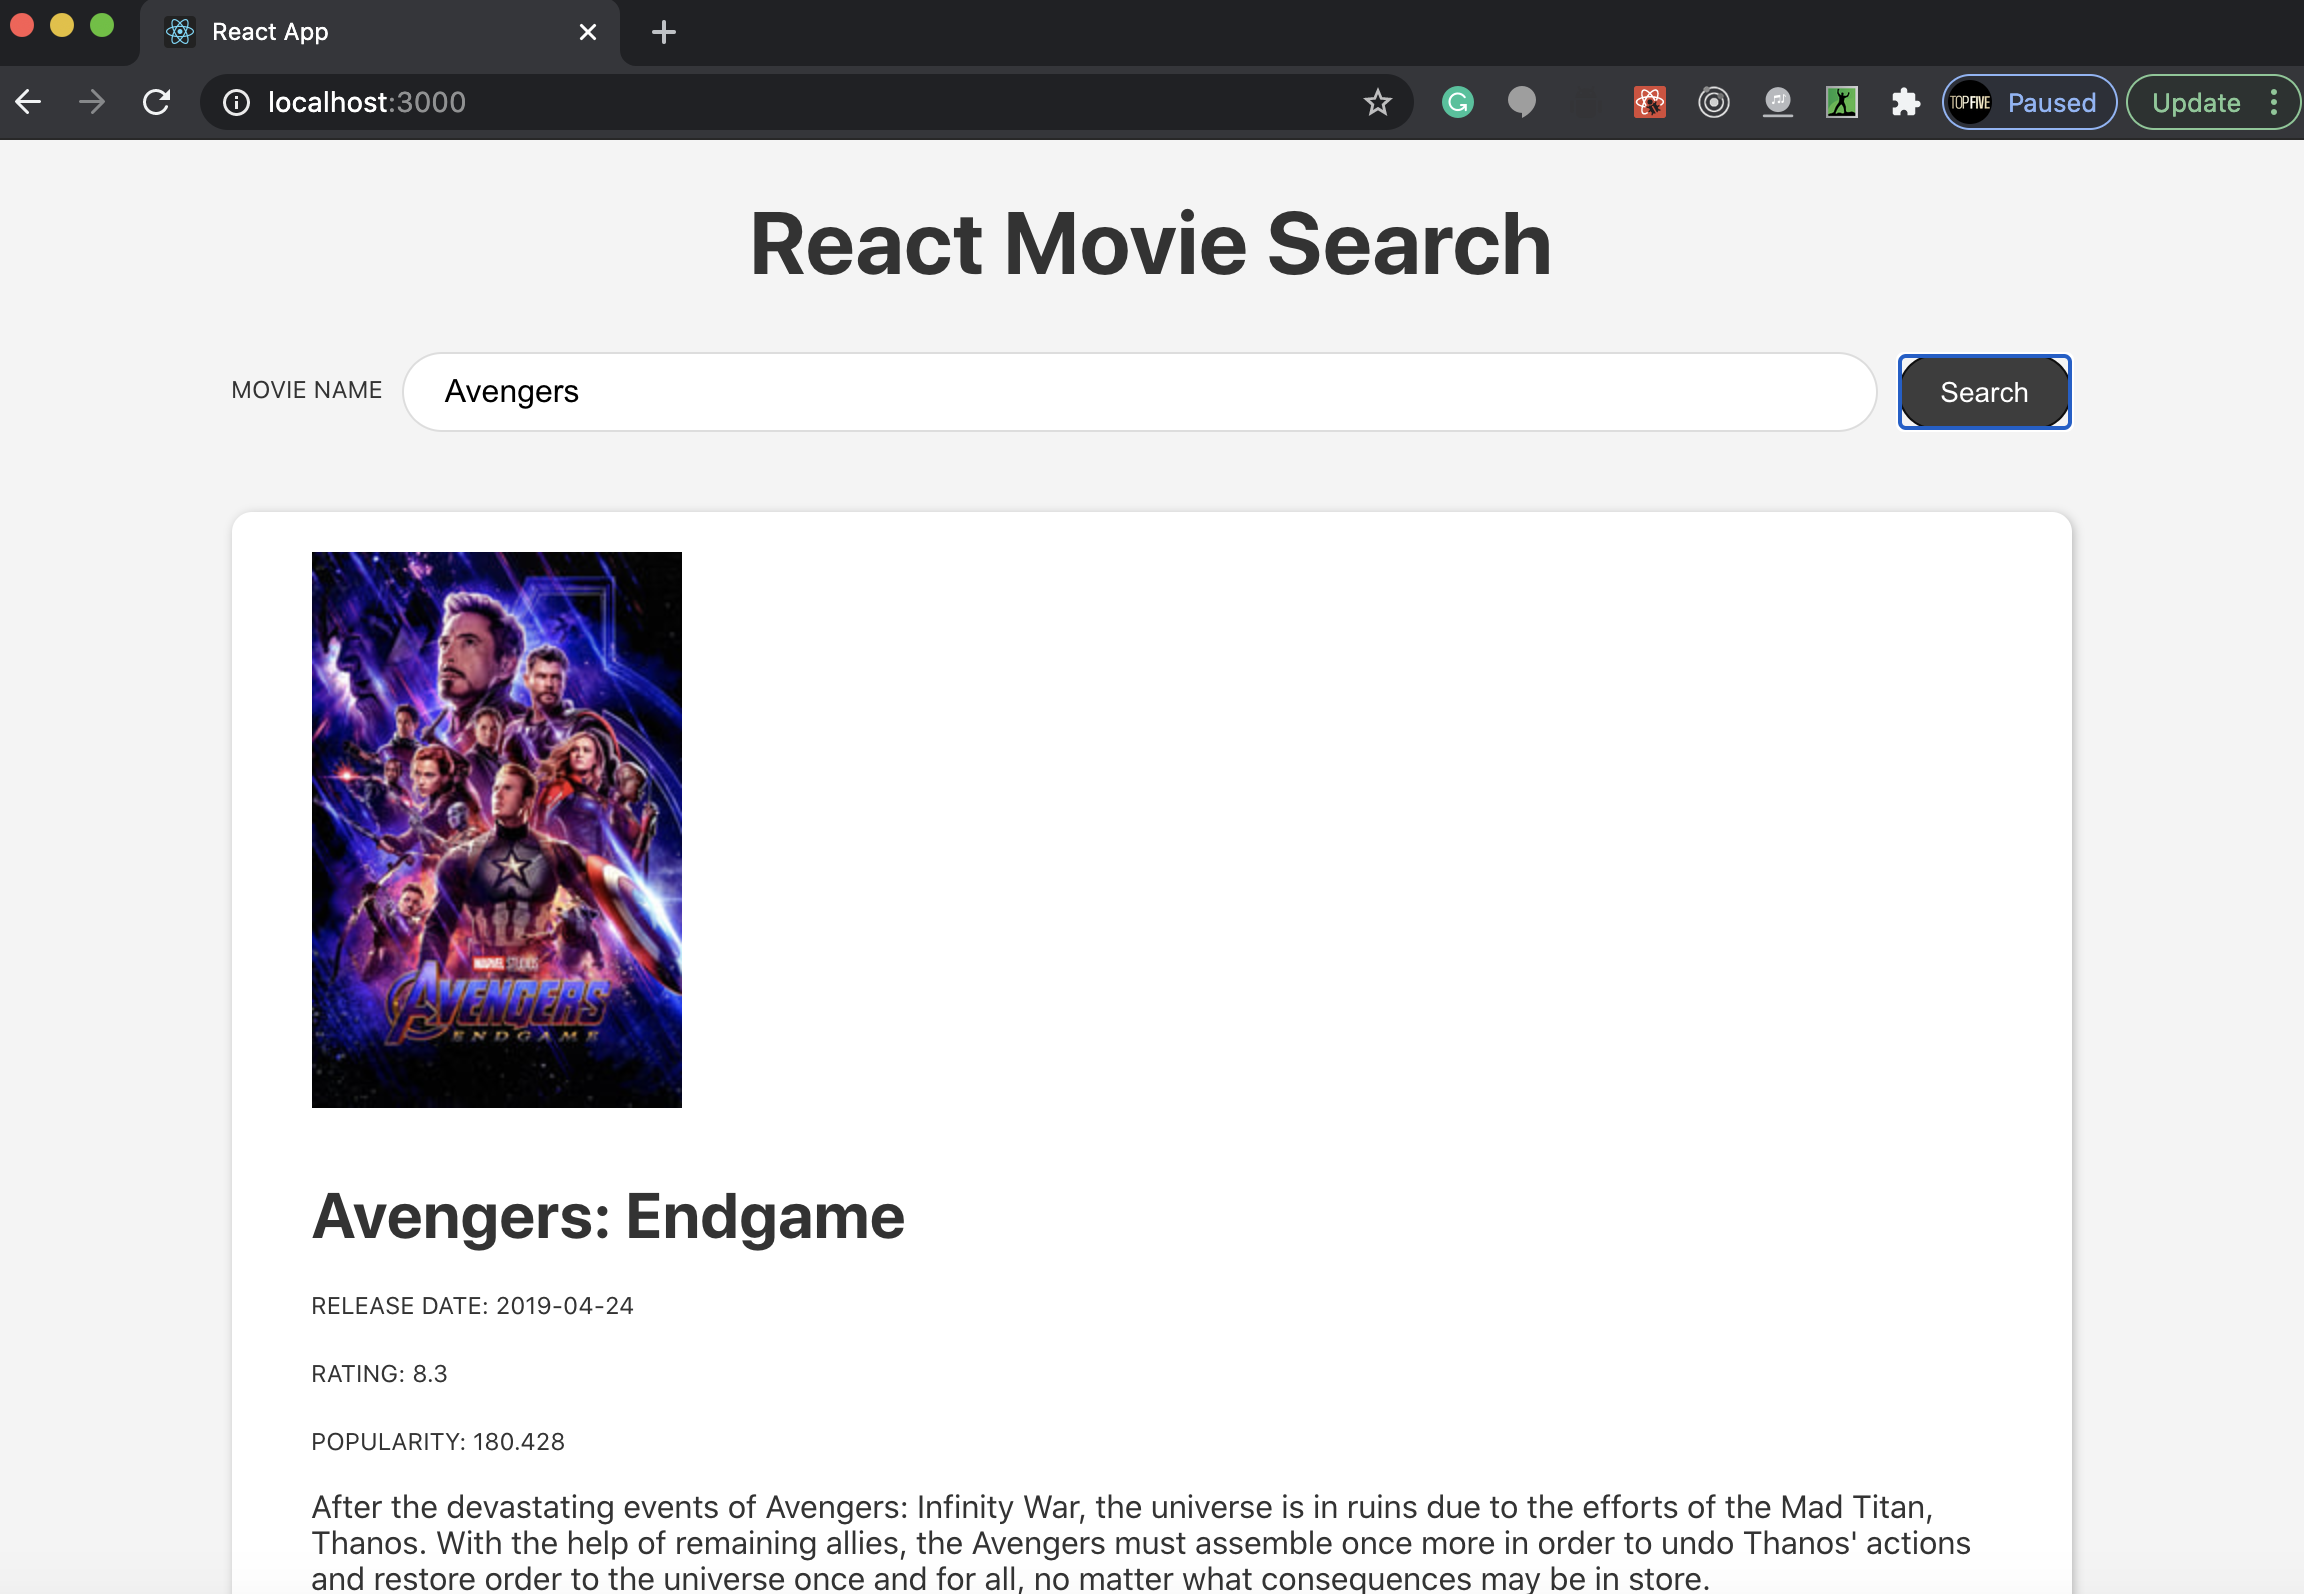 React App
localhost:3000
TOPFIVE
Paused
Update
React Movie Search
MOVIE NAME
Avengers
Search
MARVEL STUDIOS
AVENGERS
ENDGAME
Avengers: Endgame
RELEASE DATE: 2019-04-24
RATING: 8.3
POPULARITY: 180.428
After the devastating events of Avengers: Infinity War, the universe is in ruins due to the efforts of the Mad Titan,
Thanos. With the help of remaining allies, the Avengers must assemble once more in order to undo Thanos' actions
and restore order to the universe once and for all, no matter what consequences may be in store.